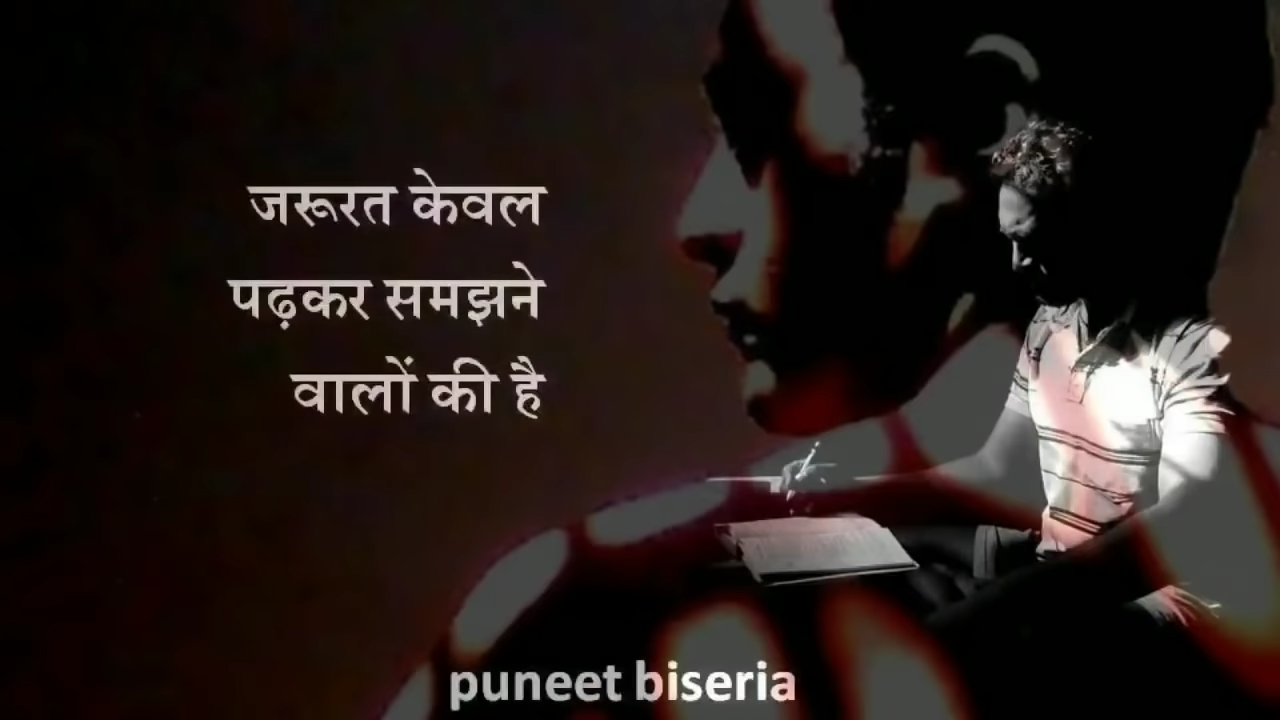 जरूरत केवल
पढ़कर समझने
वालों की है
puneet biseria